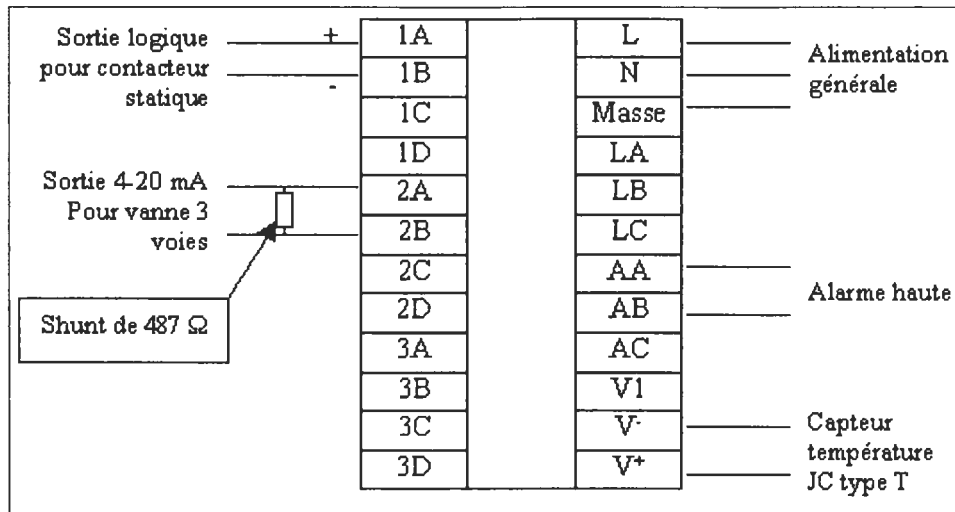 Sortie logique
pour contacteur
statique
+
-
Sortie 4-20 mA
Pour vanne 3
voies
Shunt de 487 Ω
1A
1B
1C
1D
2A
2B
2C
2D
3A
3B
3C
3D
L
N
Masse
LA
LB
LC
AA
AB
AC
V1
V-
V+
Alimentation
générale
Alarme haute
Capteur
température
JC type T